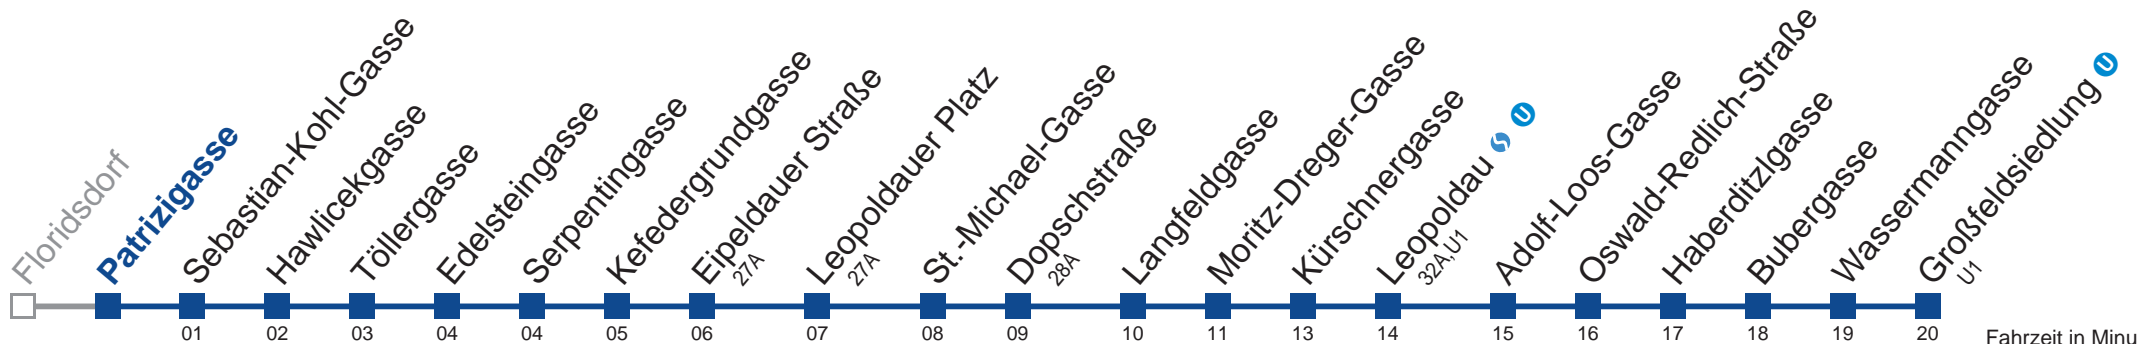 Floridsdorf
Patrizigasse
Sebastian-Kohl-Gasse
Hawlicekgasse
Töllergasse
Edelsteingasse
Serpentingasse
Kefedergrundgasse
Eipeldauer Straße
27A
Leopoldauer Platz
27A
St.-Michael-Gasse
Dopschstraße
28A
Langfeldgasse
Moritz-Dreger-Gasse
Kürschnergasse
Leopoldau S U
32A,U1
Adolf-Loos-Gasse
Oswald-Redlich-Straße
Haberditzlgasse
Bubergasse
Wassermanngasse
Großfeldsiedlung U
U1
01 02 03 04 04 05 06 07 08 09 10 11 13 14 15 16 17 18 19 20 Fahrzeit in Minu